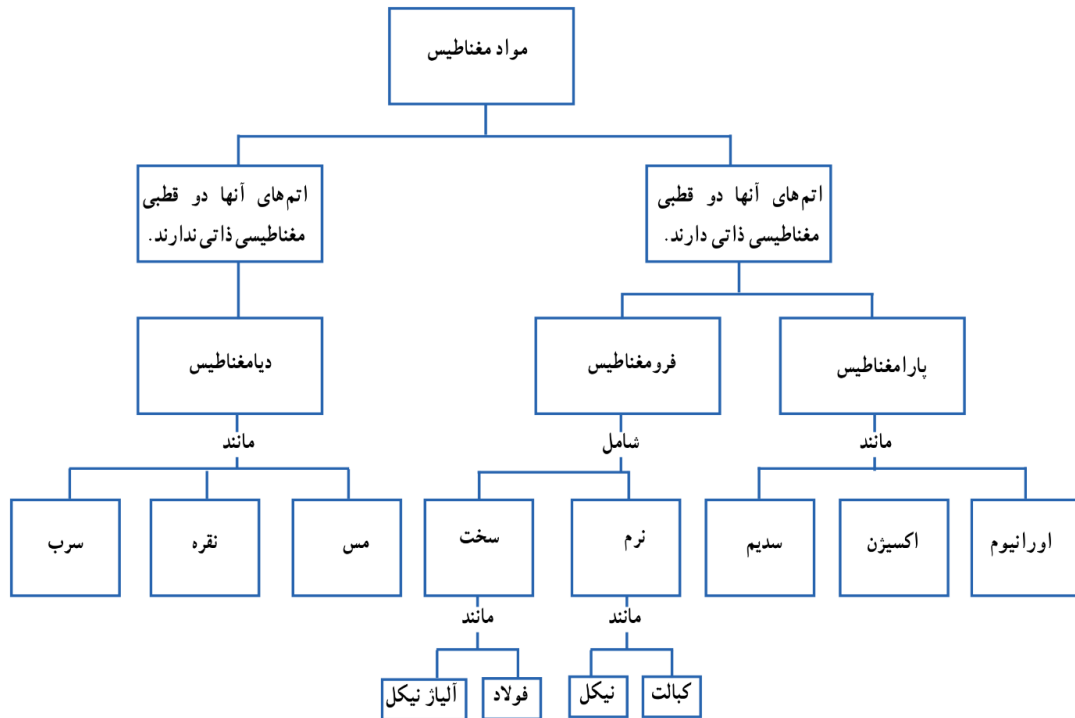 مواد مغناطیس
اتم‌های آنها دو قطبی
مغناطیسی ذاتی دارند.
اتم‌های آنها دو قطبی
مغناطیسی ذاتی ندارند.
پارامغناطیس
فرومغناطیس
دیامغناطیس
مانند
شامل
مانند
اورانیوم
اکسیژن
سدیم
نرم
سخت
مس
نقره
سرب
مانند
مانند
کبالت
نیکل
فولاد
آلیاژ نیکل